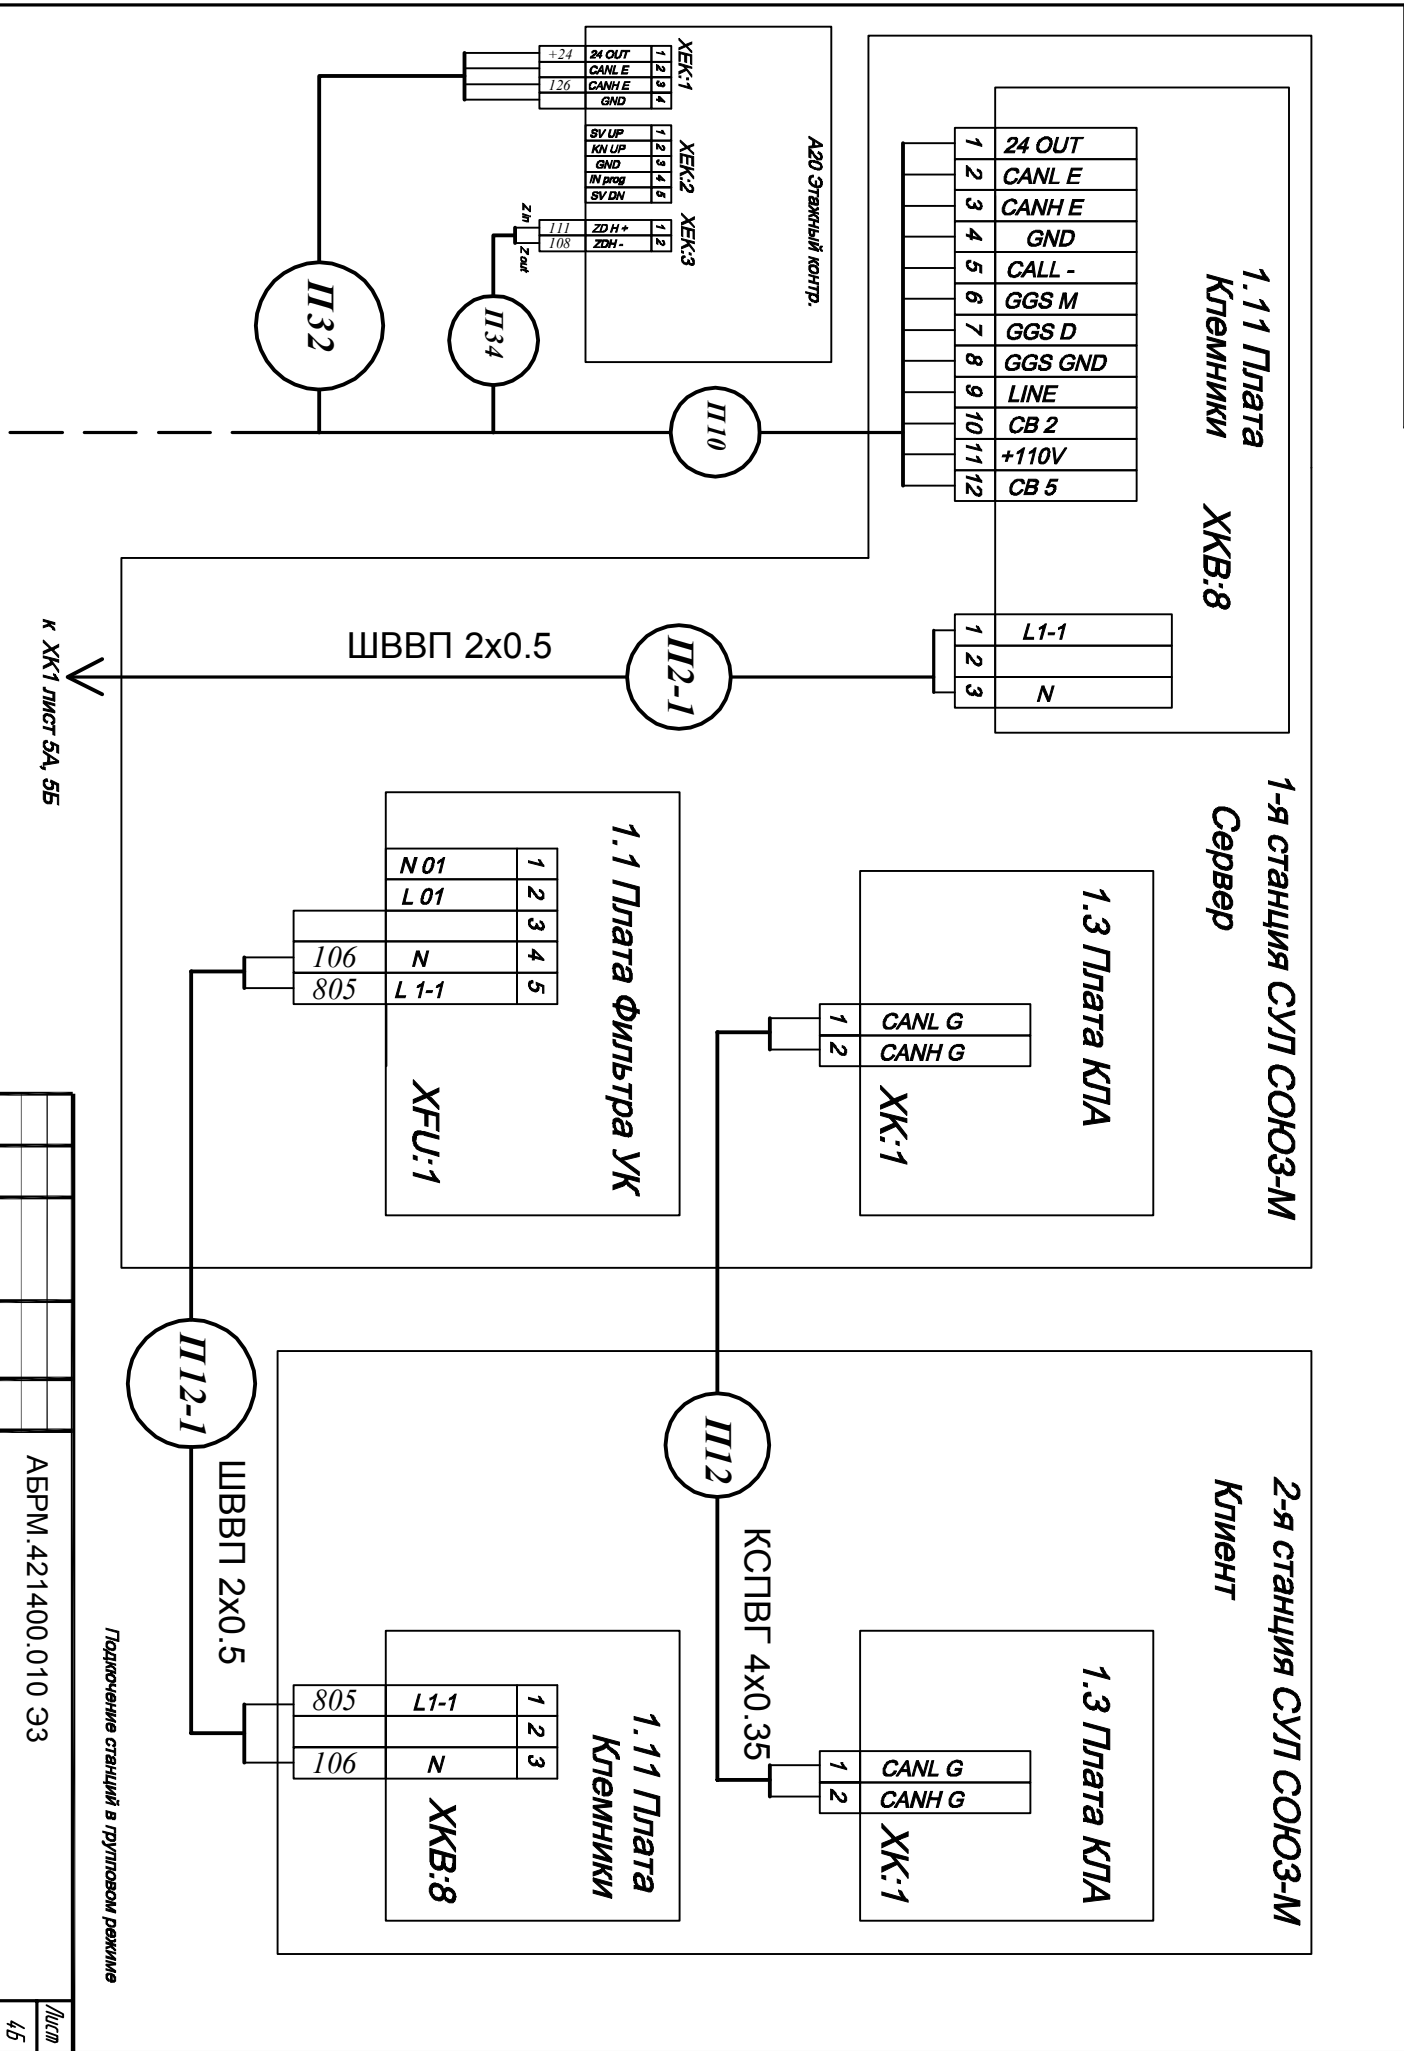 1-я станция СУЛ СОЮЗ-М
Сервер
1.11 Плата
Клемники
XKB:8
1 24 OUT
2 CANL E
3 CANH E
4 GND
5 CALL -
6 GGS M
7 GGS D
8 GGS GND
9 LINE
10 CB 2
11 +110V
12 CB 5
1 L1-1
2
3 N
А20 Этажный контр.
XEK:1
+24 24 OUT 1
CANL E 2
126 CANH E 3
GND 4
XEK:2
SV UP 1
KN UP 2
GND 3
IN prog 4
SV DN 5
XEK:3
Z in
111 ZD H + 1
108 ZDH - 2
Z out
П32
П34
П10
П2-1
ШВВП 2х0.5
к ХК1 лист 5А, 5Б
1.3 Плата КПА
XK:1
1 CANL G
2 CANH G
1.1 Плата Фильтра УК
XFU:1
N 01 1
L 01 2
3
106 N 4
805 L 1-1 5
2-я станция СУЛ СОЮЗ-М
Клиент
1.3 Плата КПА
XK:1
1 CANL G
2 CANH G
П12
КСПВГ 4х0.35
1.11 Плата
Клемники
XKB:8
805 L1-1 1
2
106 N 3
П12-1
ШВВП 2х0.5
Подключение станций в групповом режиме
АБРМ.421400.010 ЭЗ
Лист
4Б